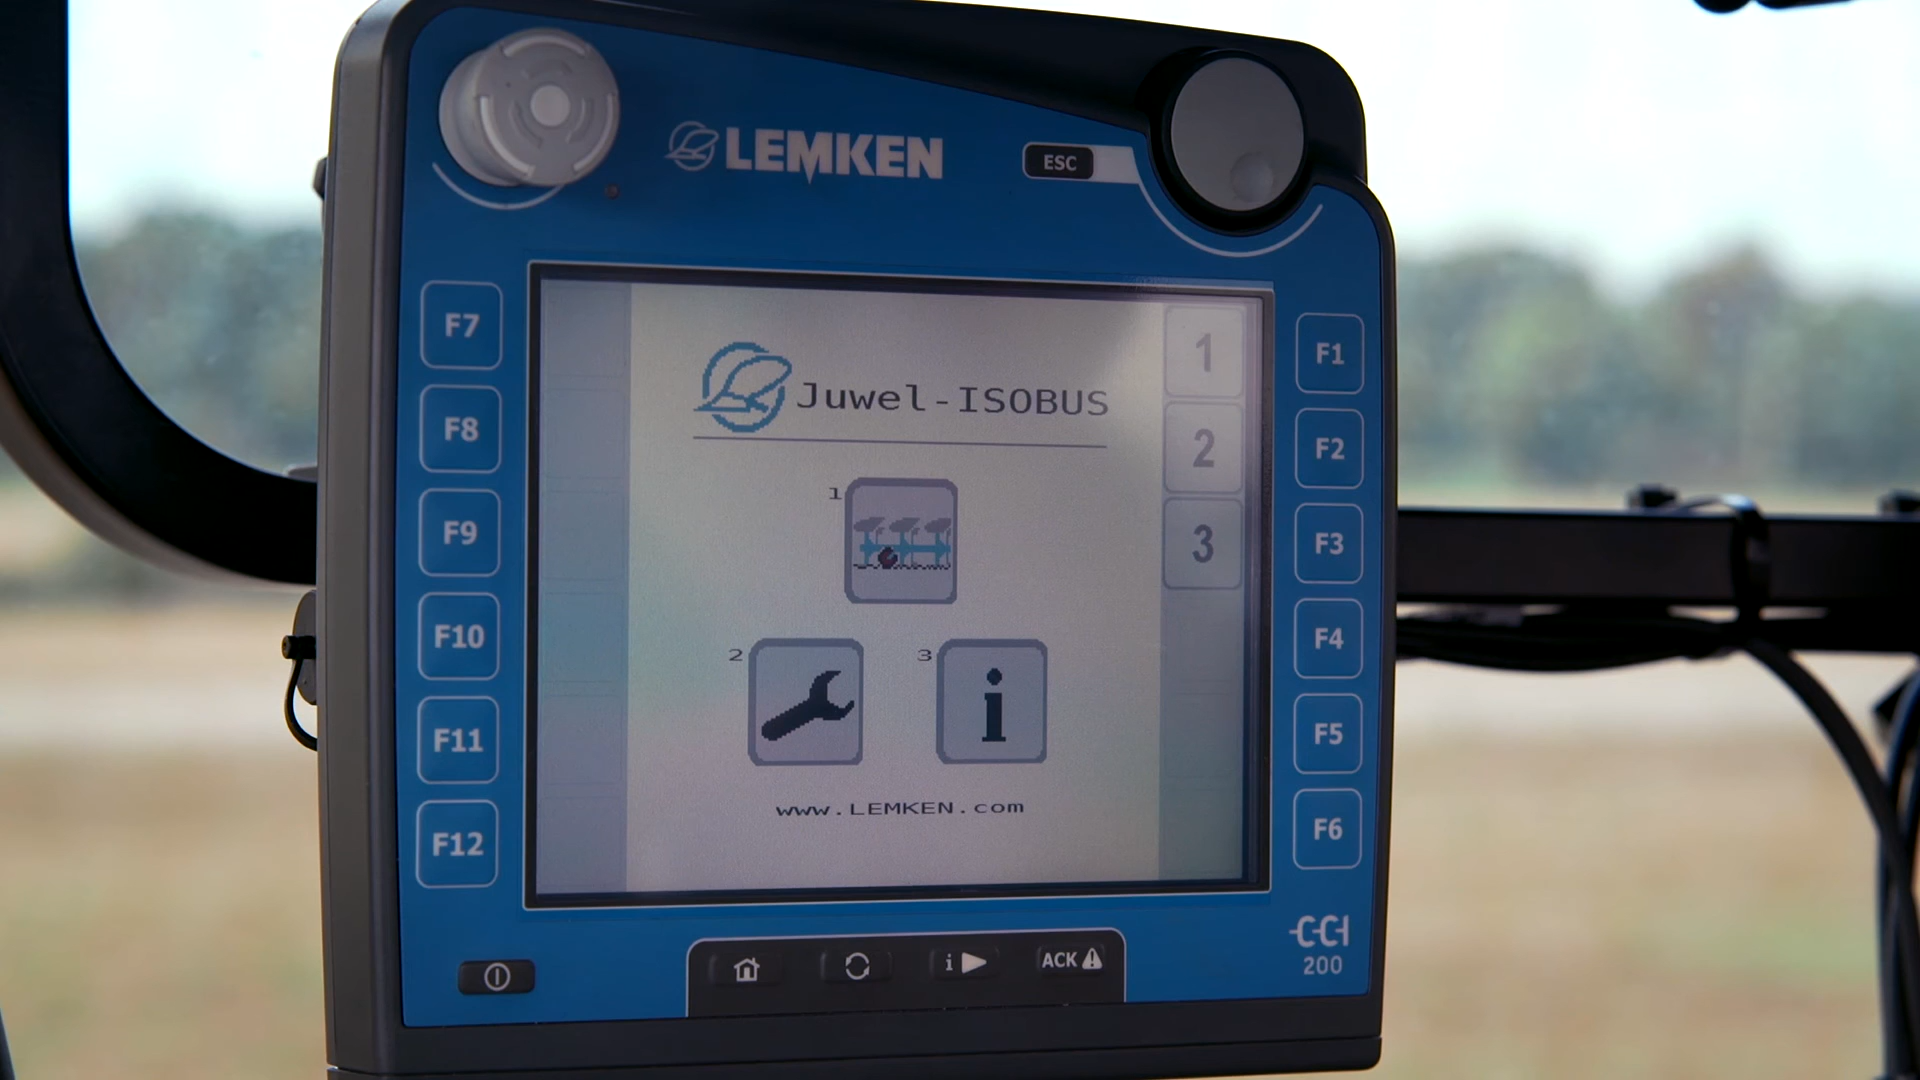 LEMKEN
ESC
F7
F8
F9
F10
F11
F12
Juwel-ISOBUS
1
2
3
www.LEMKEN.com
1
2
3
F1
F2
F3
F4
F5
F6
i
ACK
CCI
200